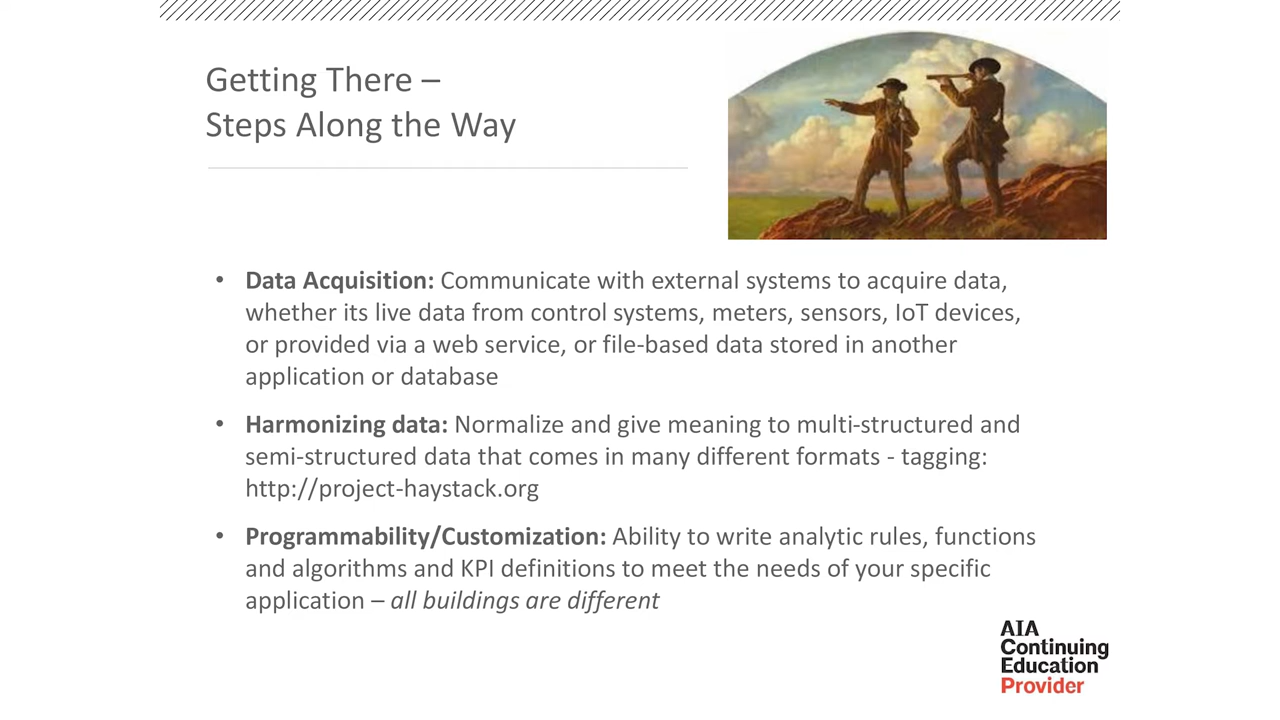 Getting There –
Steps Along the Way
• Data Acquisition: Communicate with external systems to acquire data,
whether its live data from control systems, meters, sensors, IoT devices,
or provided via a web service, or file-based data stored in another
application or database
• Harmonizing data: Normalize and give meaning to multi-structured and
semi-structured data that comes in many different formats - tagging:
http://project-haystack.org
• Programmability/Customization: Ability to write analytic rules, functions
and algorithms and KPI definitions to meet the needs of your specific
application – all buildings are different
AIA
Continuing
Education
Provider